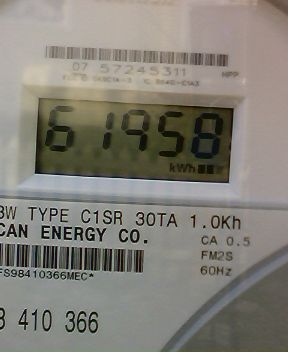 07 57245311 HPP
61958
kWh
3W TYPE C1SR 30TA 1.0Kh
CAN ENERGY CO. CA 0.5
FM2S
FS98410366MEC* 60Hz
3 410 366